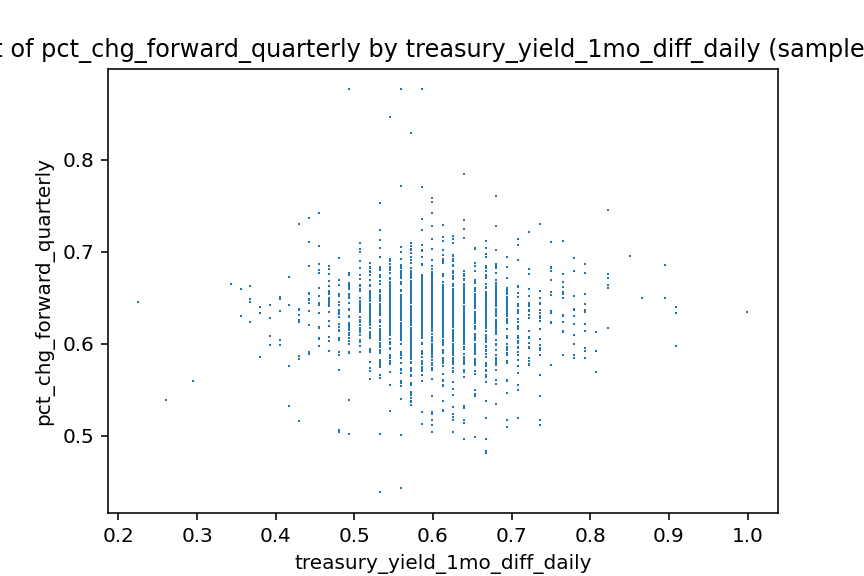 of pct_chg_forward_quarterly by treasury_yield_1mo_diff_daily (sample
pct_chg_forward_quarterly
0.8
0.7
0.6
0.5
0.2 0.3 0.4 0.5 0.6 0.7 0.8 0.9 1.0
treasury_yield_1mo_diff_daily